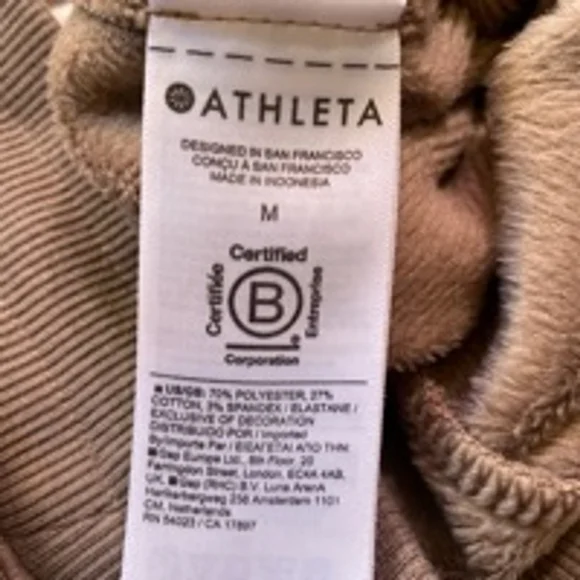 ATHLETA
DESIGNED IN SAN FRANCISCO
CONÇU À SAN FRANCISCO
MADE IN INDONESIA
M
Certified
Certifiée
B
Entreprise
Corporation
US/GB: 70% POLYESTER, 27%
COTTON, 3% SPANDEX / ELASTANE /
EXCLUSIVE OF DECORATION
DISTRIBUIDO POR / Imported
By/Importé Par / ΕΙΣΑΓΕΤΑΙ ΑΠΟ ΤΗΝ:
Gap Europe Ltd., 8th Floor, 20
Farringdon Street, London, EC4A 4AB,
UK, Gap (RHC) B.V. Luna ArenA
Herikerbergweg 238 Amsterdam 1101
CM, Netherlands
RN 54023 / CA 17897